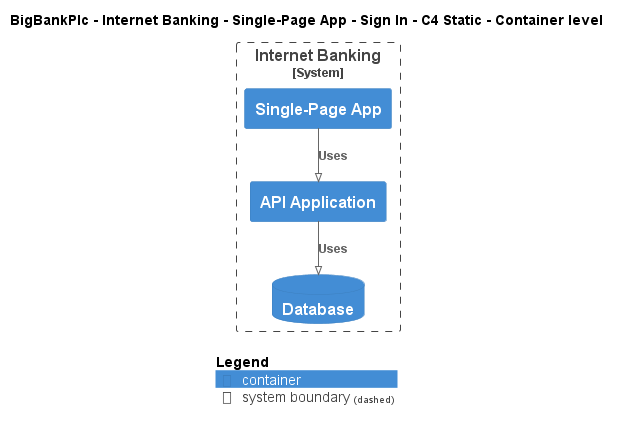 BigBankPlc - Internet Banking - Single-Page App - Sign In - C4 Static - Container level
Internet Banking
[System]
Single-Page App
Uses
API Application
Uses
Database
Legend
container
system boundary (dashed)